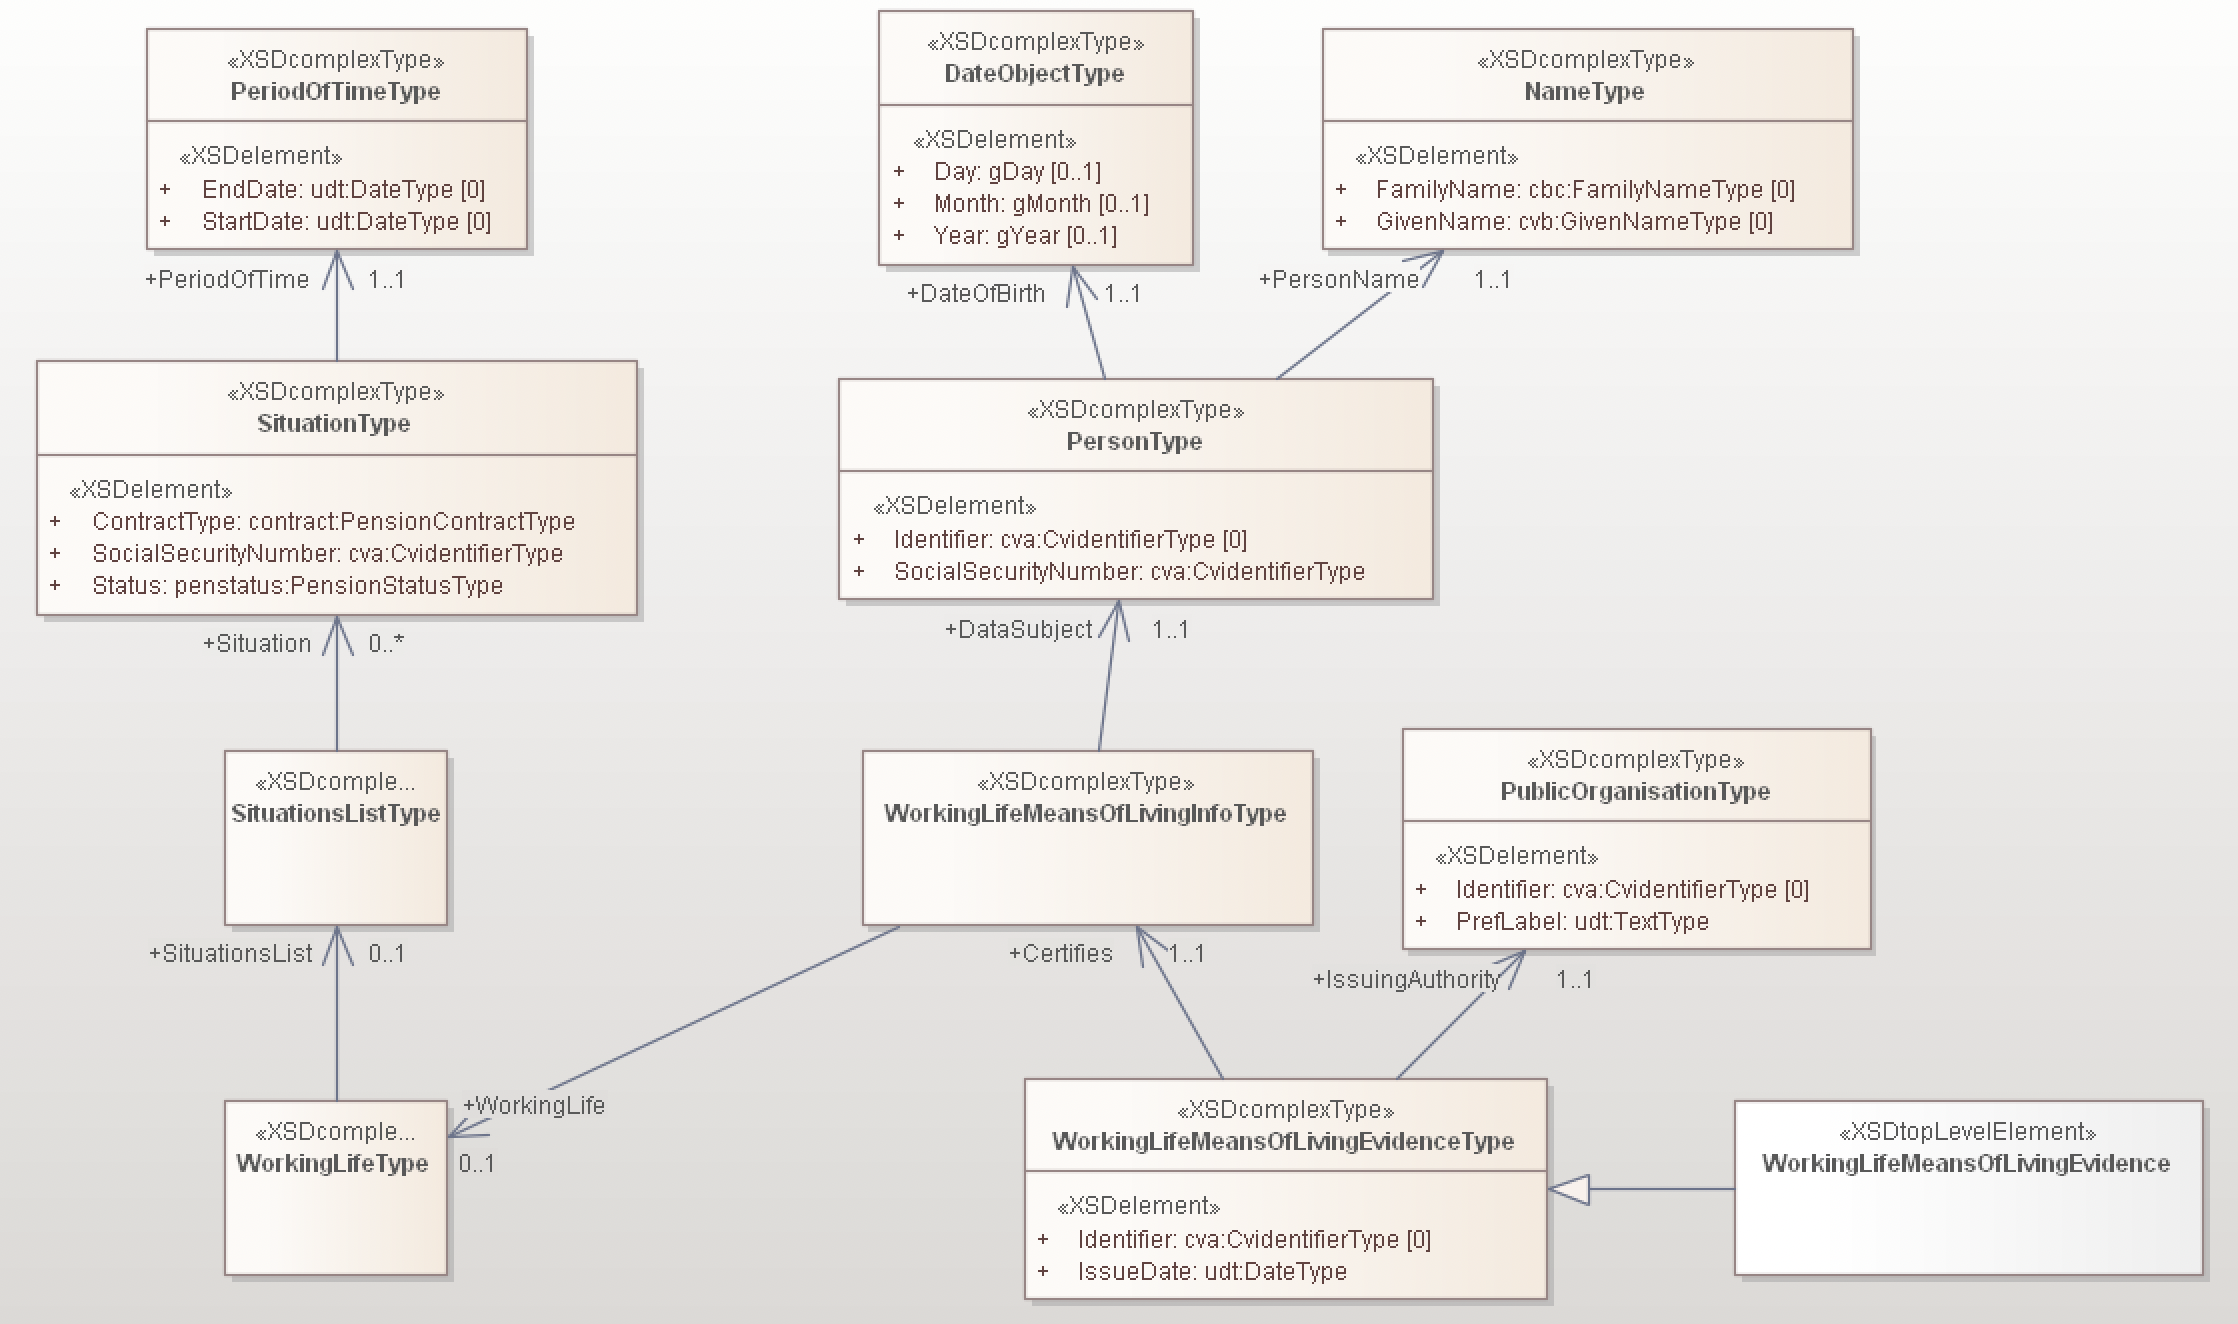 «XSDcomplexType»
PeriodOfTimeType
«XSDelement»
+ EndDate: udt:DateType [0]
+ StartDate: udt:DateType [0]
+PeriodOfTime 1..1
«XSDcomplexType»
DateObjectType
«XSDelement»
+ Day: gDay [0..1]
+ Month: gMonth [0..1]
+ Year: gYear [0..1]
+DateOfBirth 1..1
«XSDcomplexType»
NameType
«XSDelement»
+ FamilyName: cbc:FamilyNameType [0]
+ GivenName: cvb:GivenNameType [0]
+PersonName 1..1
«XSDcomplexType»
SituationType
«XSDelement»
+ ContractType: contract:PensionContractType
+ SocialSecurityNumber: cva:CvidentifierType
+ Status: penstatus:PensionStatusType
+Situation 0..*
«XSDcomplexType»
PersonType
«XSDelement»
+ Identifier: cva:CvidentifierType [0]
+ SocialSecurityNumber: cva:CvidentifierType
+DataSubject 1..1
«XSDcomple...
SituationsListType
+SituationsList 0..1
«XSDcomplexType»
WorkingLifeMeansOfLivingInfoType
+Certifies 1..1
«XSDcomplexType»
PublicOrganisationType
«XSDelement»
+ Identifier: cva:CvidentifierType [0]
+ PrefLabel: udt:TextType
+IssuingAuthority 1..1
«XSDcomple...
WorkingLifeType
+WorkingLife
0..1
«XSDcomplexType»
WorkingLifeMeansOfLivingEvidenceType
«XSDelement»
+ Identifier: cva:CvidentifierType [0]
+ IssueDate: udt:DateType
«XSDtopLevelElement»
WorkingLifeMeansOfLivingEvidence